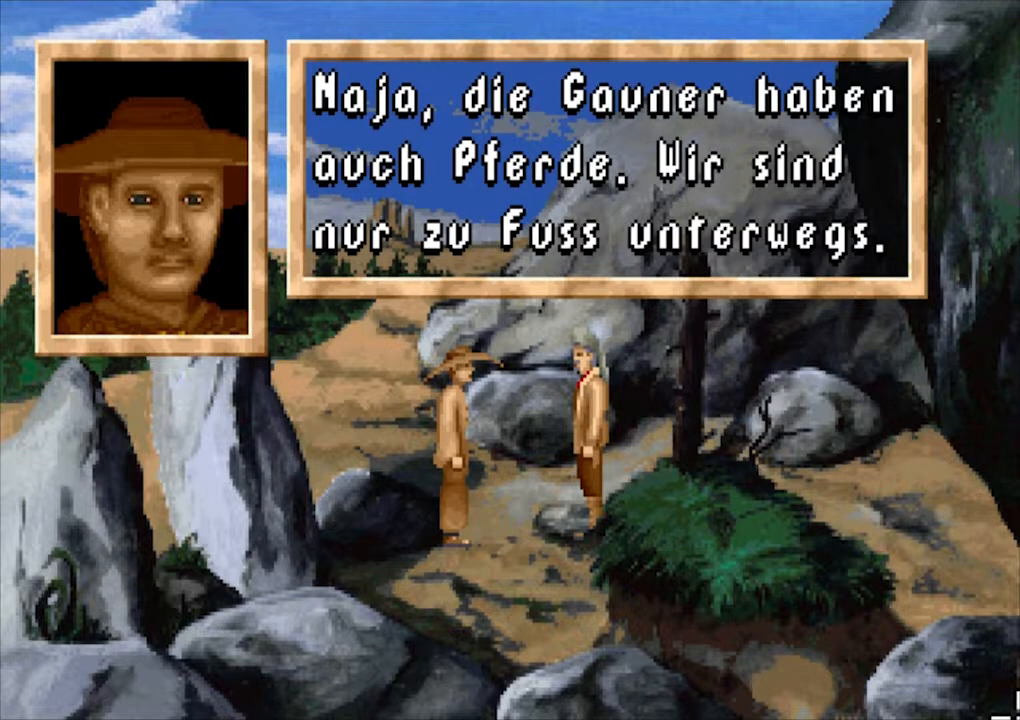 Naja, die Gauner haben
auch Pferde. Wir sind
nur zu Fuss unterwegs.